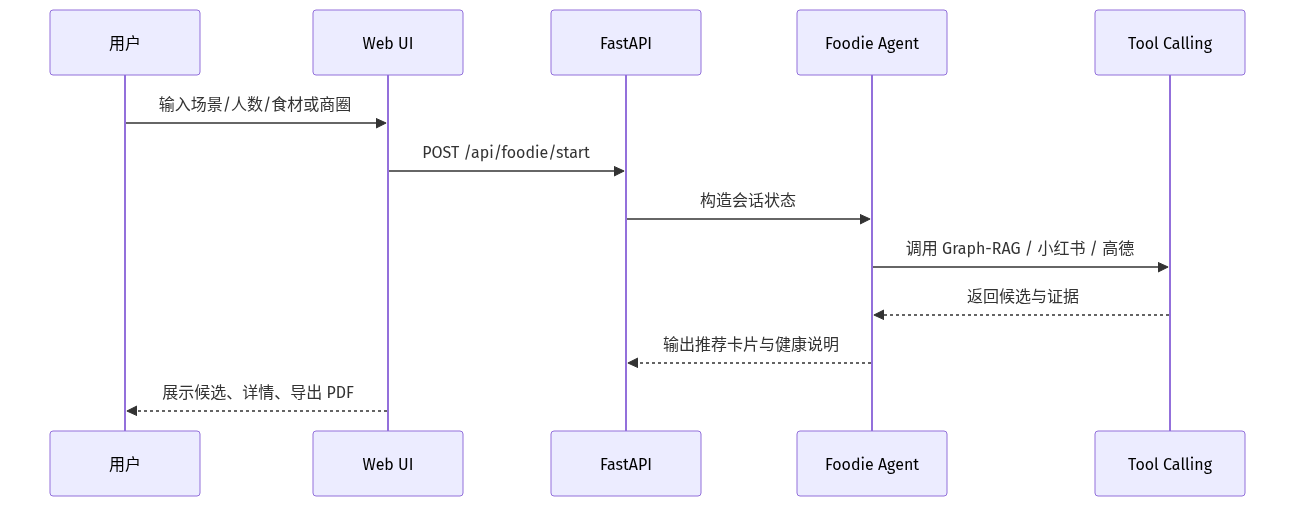 用户
Web UI
FastAPI
Foodie Agent
Tool Calling
输入场景/人数/食材或商圈
POST /api/foodie/start
构造会话状态
调用 Graph-RAG / 小红书 / 高德
返回候选与证据
输出推荐卡片与健康说明
展示候选、详情、导出 PDF
用户
Web UI
FastAPI
Foodie Agent
Tool Calling